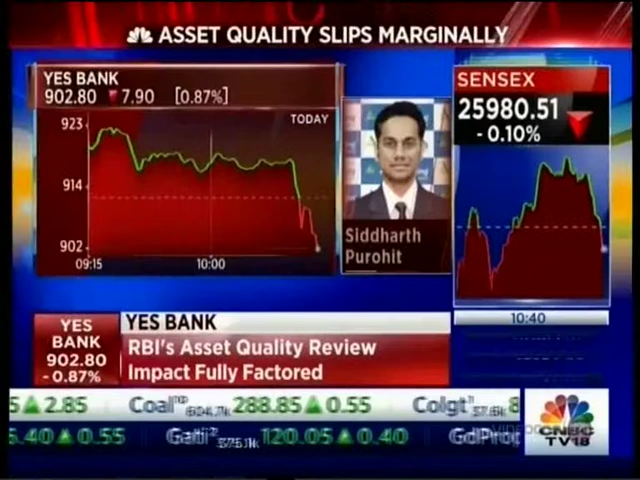 ASSET QUALITY SLIPS MARGINALLY
YES BANK
902.80 ▼ 7.90 [0.87%]
TODAY
923
914
902
09:15 10:00
Siddharth
Purohit
SENSEX
25980.51
- 0.10%
10:40
YES
BANK
902.80
- 0.87%
YES BANK
RBI's Asset Quality Review
Impact Fully Factored
5 ▲ 2.85 Coal 288.85 ▲ 0.55 Colgt 8
5.40 ▲ 0.55 Gati 120.05 ▲ 0.40 GdProp
CNBC
TV18